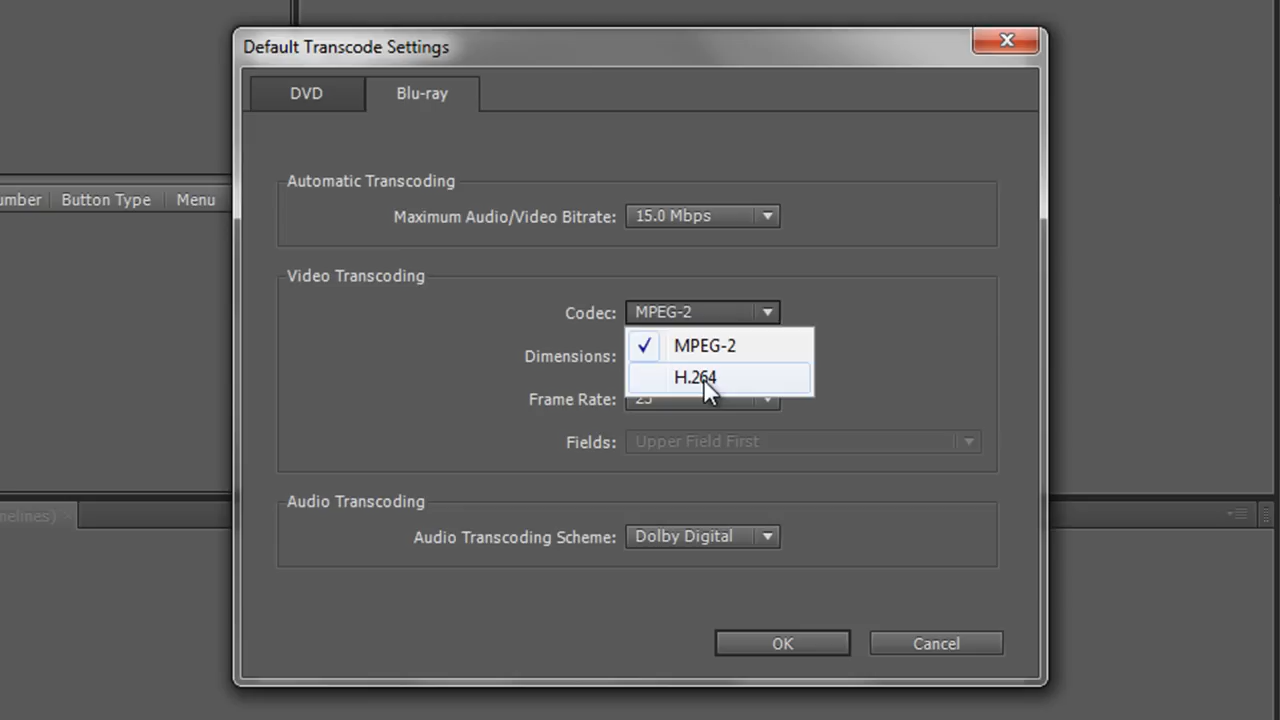 Default Transcode Settings
DVD Blu-ray
Automatic Transcoding
Maximum Audio/Video Bitrate: 15.0 Mbps
umber Button Type Menu
Video Transcoding
Codec: MPEG-2
MPEG-2
Dimensions:
H.264
Frame Rate: 25
Fields: Upper Field First
Audio Transcoding
melines)
Audio Transcoding Scheme: Dolby Digital
OK Cancel